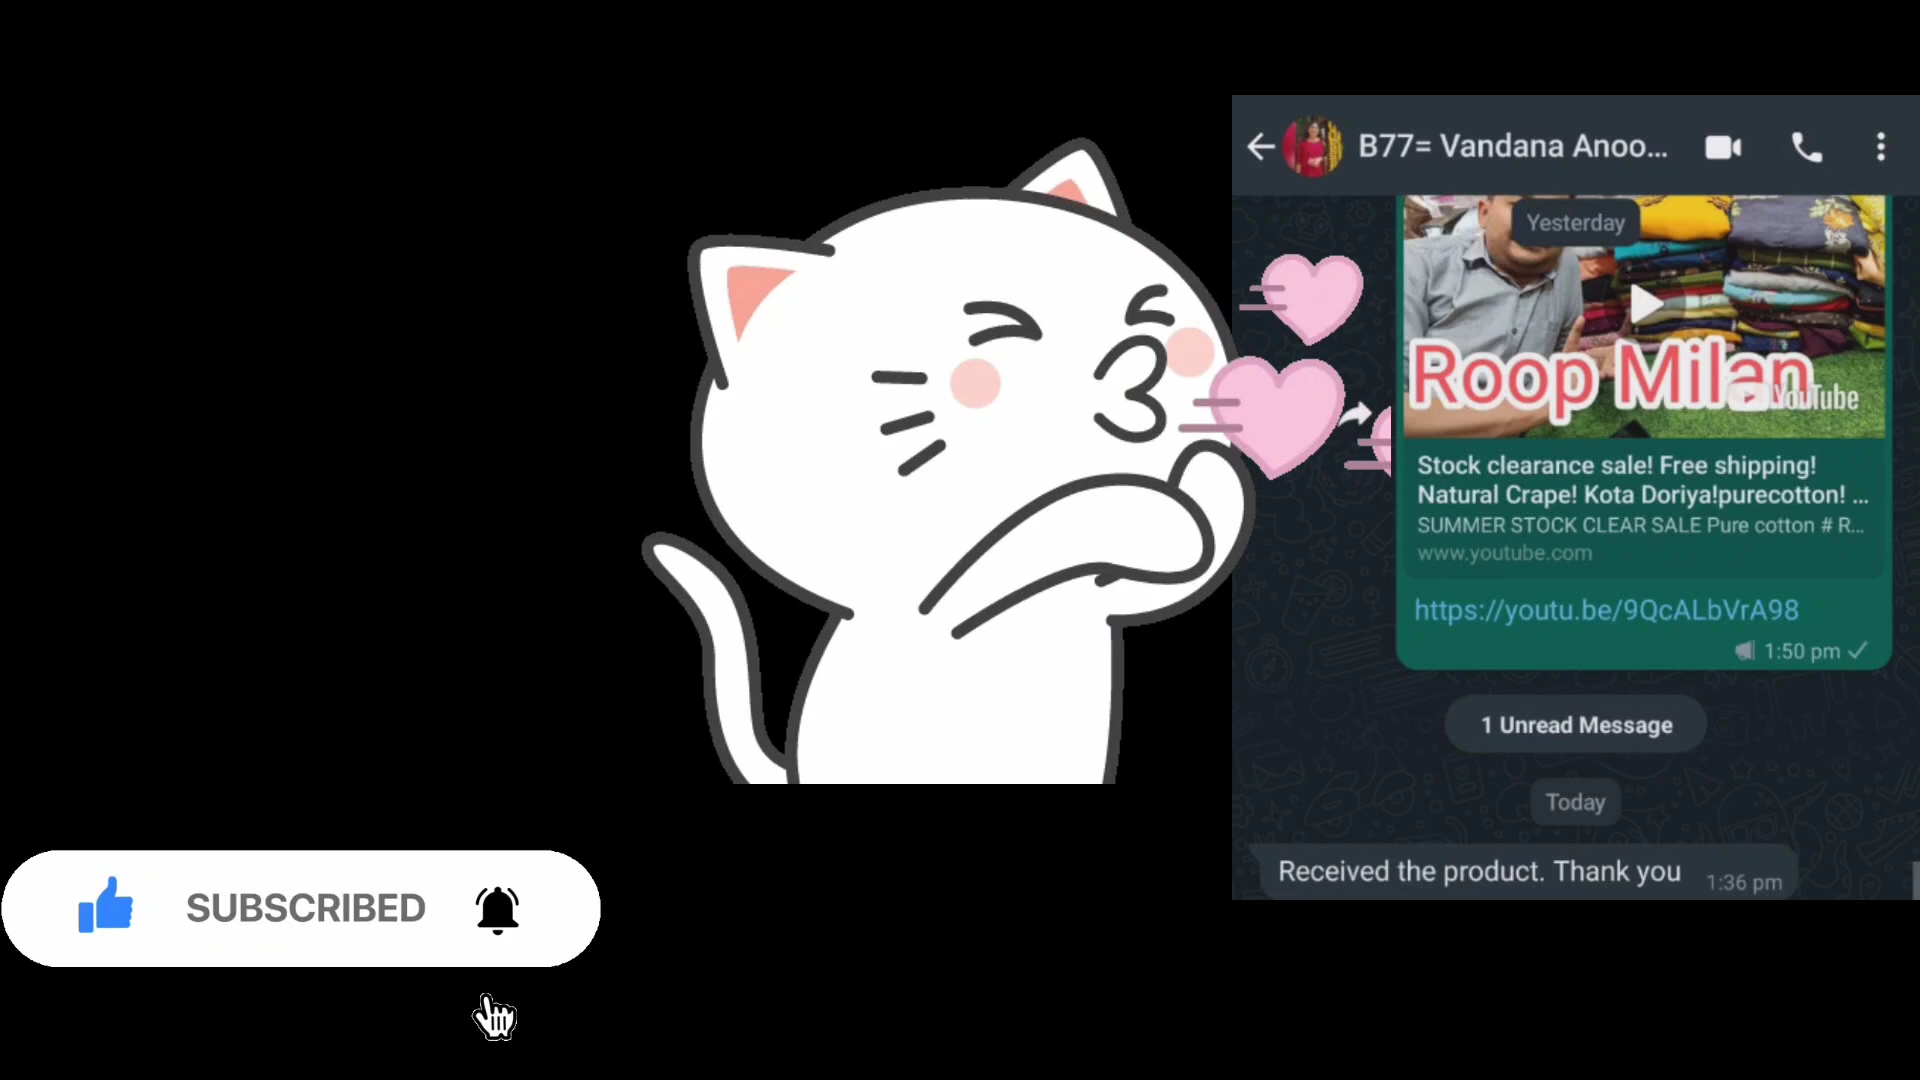 B77= Vandana Anoo...
Yesterday
Roop Milan
YouTube
Stock clearance sale! Free shipping!
Natural Crape! Kota Doriya!purecotton! ...
SUMMER STOCK CLEAR SALE Pure cotton # R...
www.youtube.com
https://youtu.be/9QcALbVrA98
1:50 pm
1 Unread Message
Today
Received the product. Thank you
1:36 pm
SUBSCRIBED